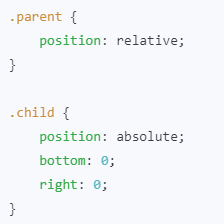 .parent {
    position: relative;
}

.child {
    position: absolute;
    bottom: 0;
    right: 0;
}